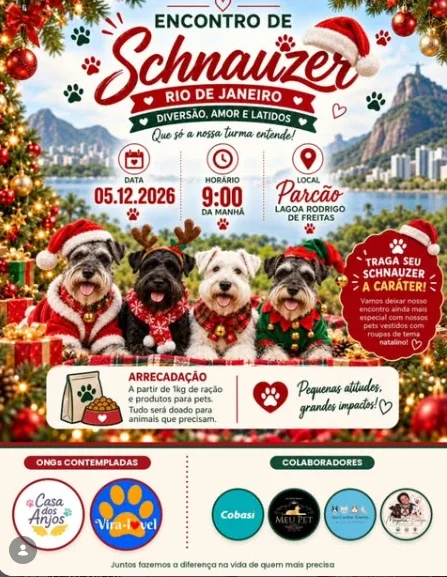 ENCONTRO DE
Schnauzer
RIO DE JANEIRO
DIVERSÃO, AMOR E LATIDOS
Que só a nossa turma entende!
DATA
05.12.2026
HORÁRIO
9:00
DA MANHÃ
LOCAL
Parcão
LAGOA RODRIGO
DE FREITAS
TRAGA SEU
SCHNAUZER
A CARÁTER!
Vamos deixar nosso
encontro ainda mais
especial com nossos
pets vestidos com
roupas de tema
natalino!
ARRECADAÇÃO
A partir de 1kg de ração
e produtos para pets.
Tudo será doado para
animais que precisam.
Pequenas atitudes,
grandes impactos!
ONGs CONTEMPLADAS
Casa
dos
Anjos
Vira-Lovel
COLABORADORES
Cobasi
MEU PET
Juntos fazemos a diferença na vida de quem mais precisa